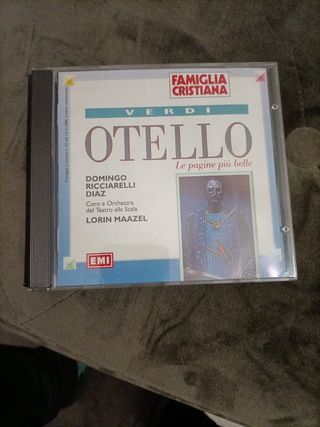 FAMIGLIA
CRISTIANA
VERDI
OTELLO
Le pagine più belle
DOMINGO
RICCIARELLI
DIAZ
Coro e Orchestra
del Teatro alla Scala
LORIN MAAZEL
EMI